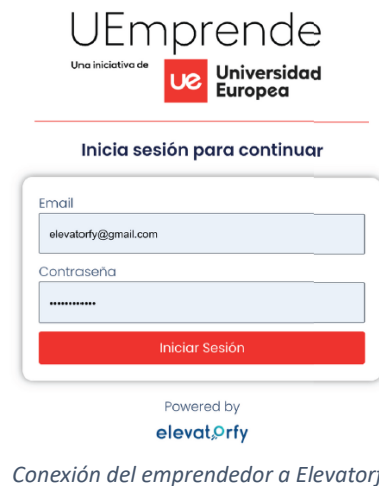 UEmprende
Una iniciativa de
ue Universidad
Europea
Inicia sesión para continuar
Email
elevatorfy@gmail.com
Contraseña
••••••••••••
Iniciar Sesión
Powered by
elevatorfy
Conexión del emprendedor a Elevatorf